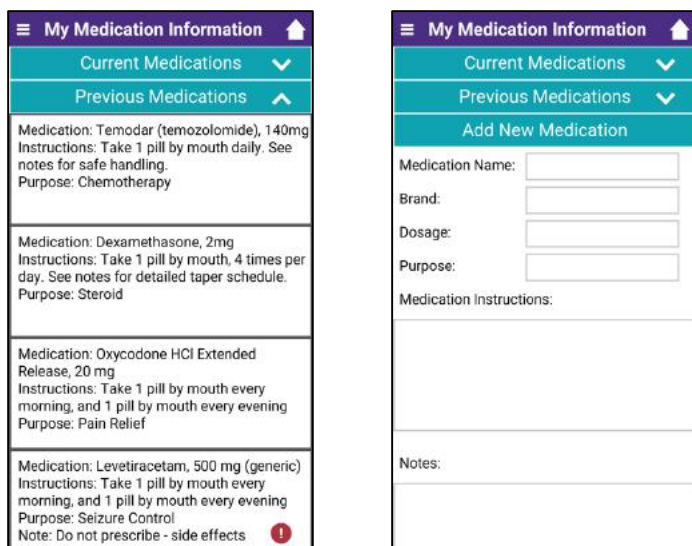 My Medication Information
Current Medications
Previous Medications
Medication: Temodar (temozolomide), 140mg
Instructions: Take 1 pill by mouth daily. See
notes for safe handling.
Purpose: Chemotherapy
Medication: Dexamethasone, 2mg
Instructions: Take 1 pill by mouth, 4 times per
day. See notes for detailed taper schedule.
Purpose: Steroid
Medication: Oxycodone HCl Extended
Release, 20 mg
Instructions: Take 1 pill by mouth every
morning, and 1 pill by mouth every evening
Purpose: Pain Relief
Medication: Levetiracetam, 500 mg (generic)
Instructions: Take 1 pill by mouth every
morning, and 1 pill by mouth every evening
Purpose: Seizure Control
Note: Do not prescribe - side effects
My Medication Information
Current Medications
Previous Medications
Add New Medication
Medication Name:
Brand:
Dosage:
Purpose:
Medication Instructions:
Notes: